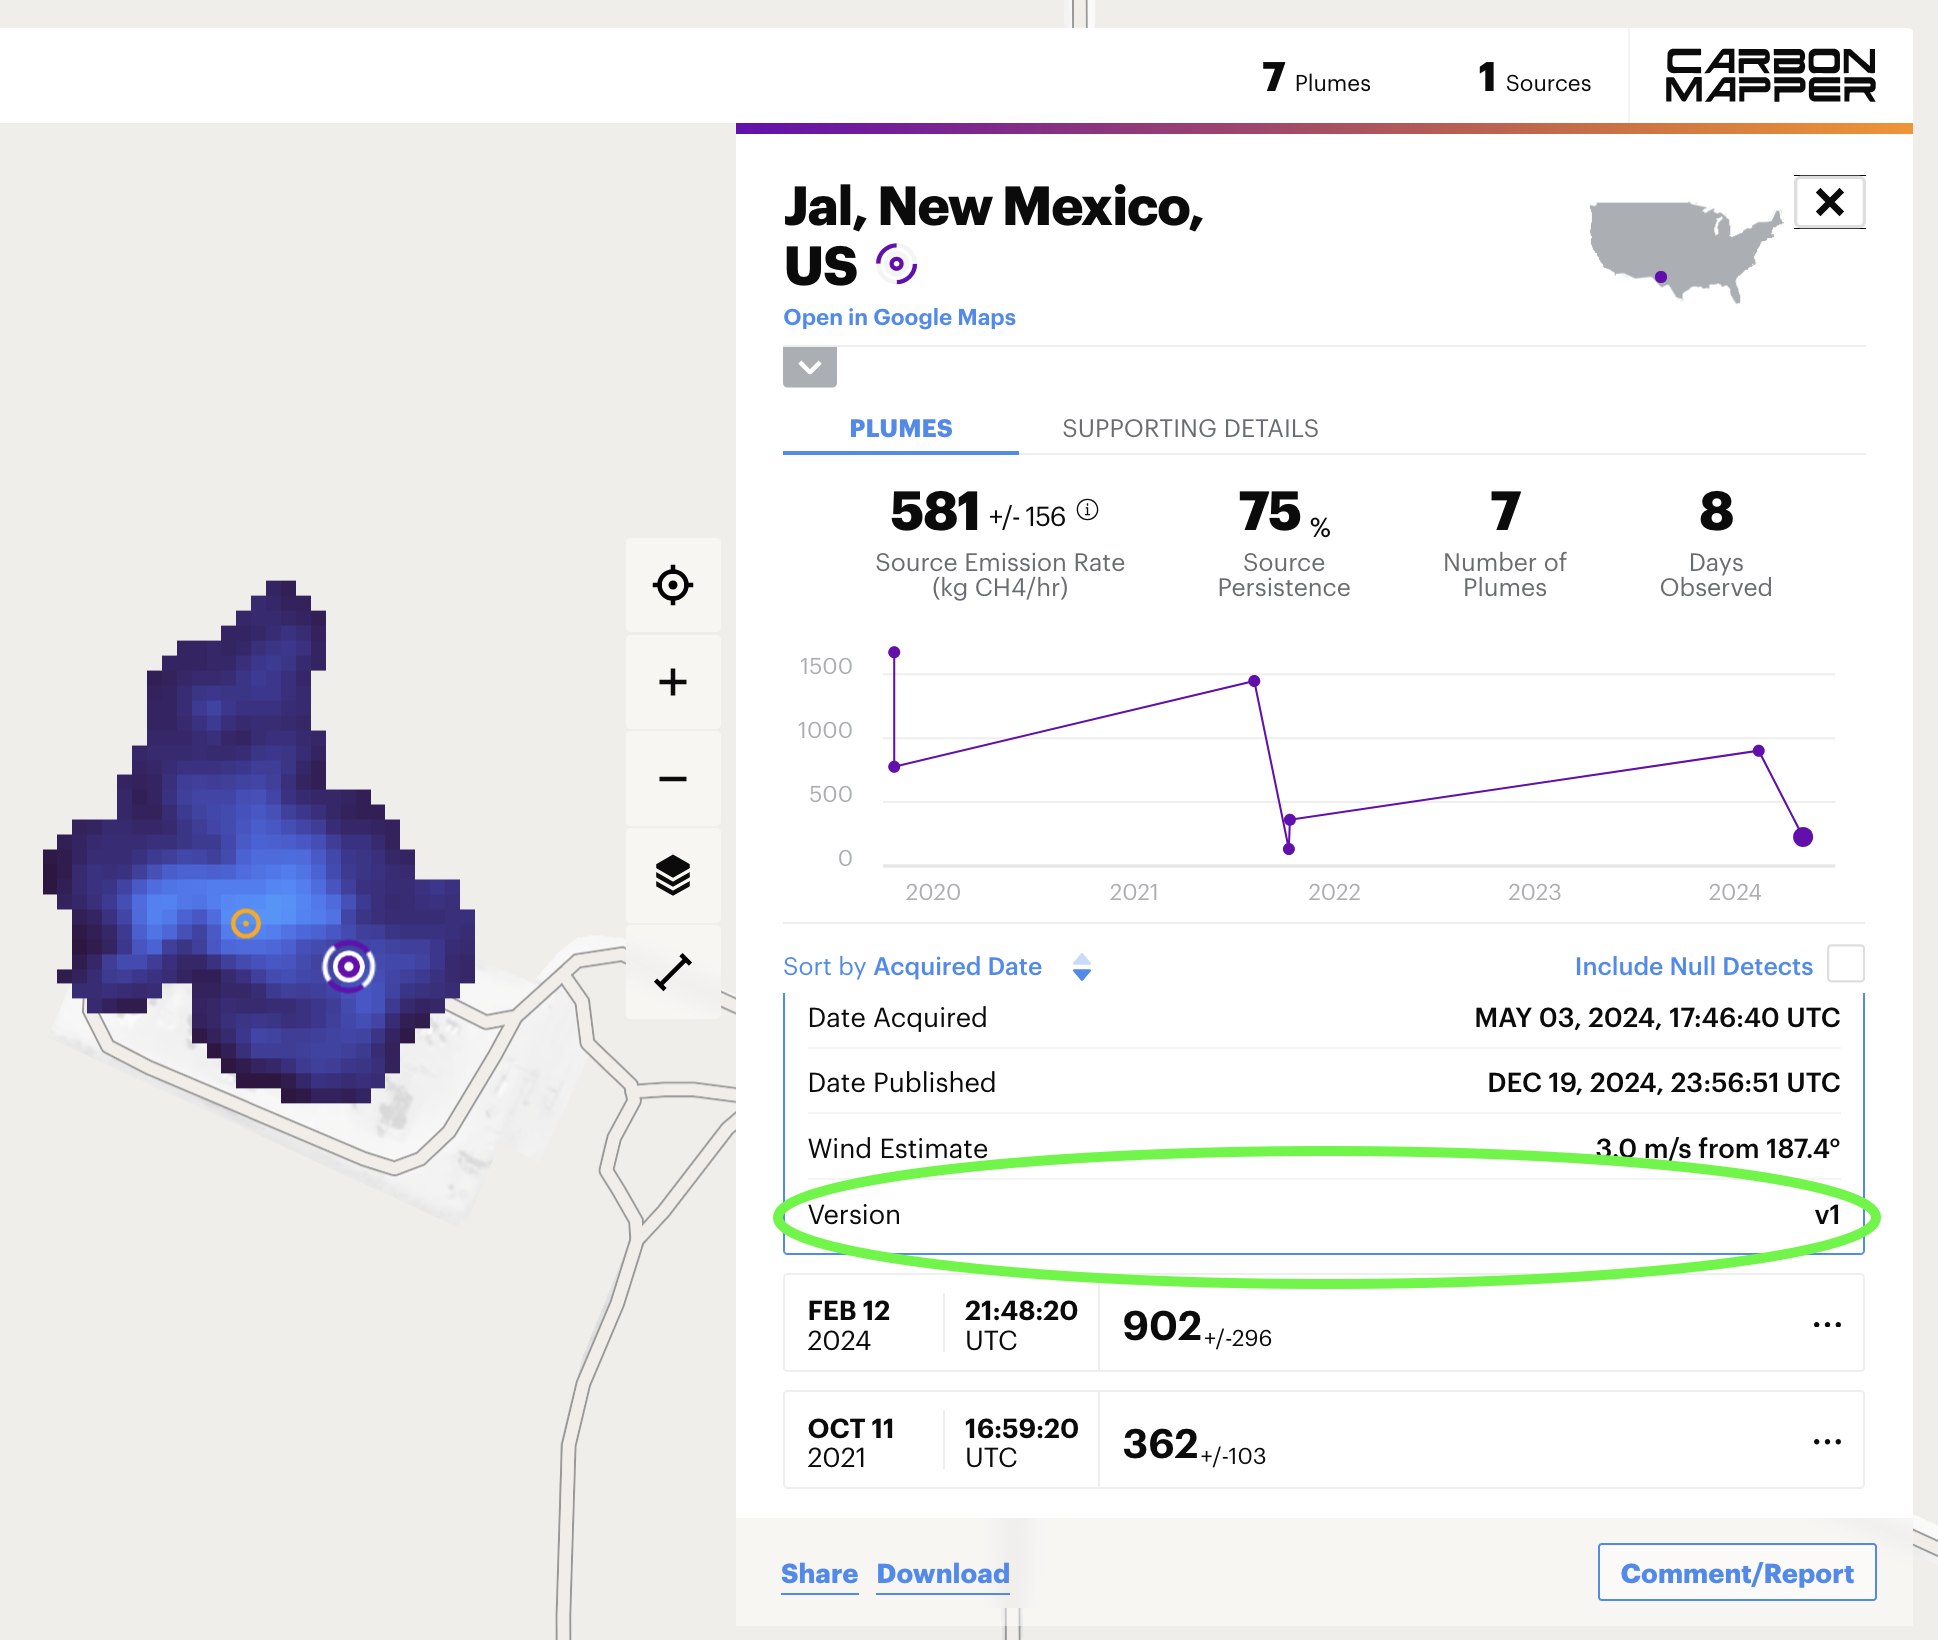 7 Plumes
1 Sources
CARBON
MAPPER
Jal, New Mexico,
US
Open in Google Maps
PLUMES
SUPPORTING DETAILS
581 +/- 156
Source Emission Rate
(kg CH4/hr)
75 %
Source
Persistence
7
Number of
Plumes
8
Days
Observed
1500
1000
500
0
2020 2021 2022 2023 2024
Sort by Acquired Date
Include Null Detects
Date Acquired MAY 03, 2024, 17:46:40 UTC
Date Published DEC 19, 2024, 23:56:51 UTC
Wind Estimate 3.0 m/s from 187.4°
Version v1
FEB 12
2024
21:48:20
UTC
902 +/-296
...
OCT 11
2021
16:59:20
UTC
362 +/-103
...
Share Download
Comment/Report